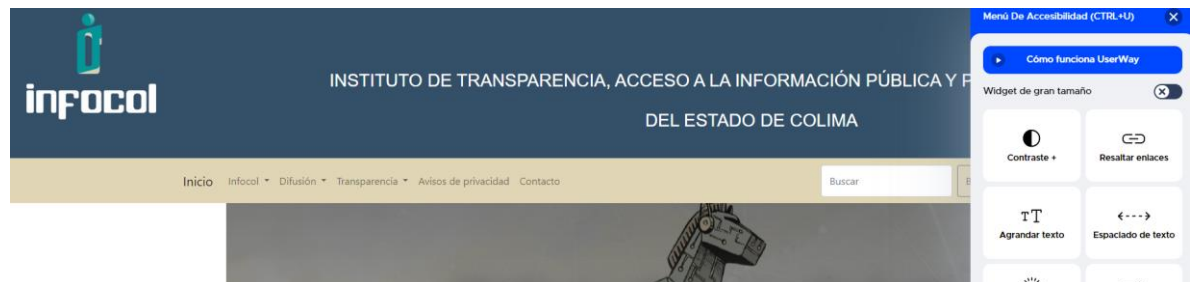 infocol
INSTITUTO DE TRANSPARENCIA, ACCESO A LA INFORMACIÓN PÚBLICA Y P
DEL ESTADO DE COLIMA
Inicio Infocol Difusión Transparencia Avisos de privacidad Contacto
Buscar
B
Menú De Accesibilidad (CTRL+U)
Cómo funciona UserWay
Widget de gran tamaño
Contraste +
Resaltar enlaces
TT
Agrandar texto
Espaciado de texto